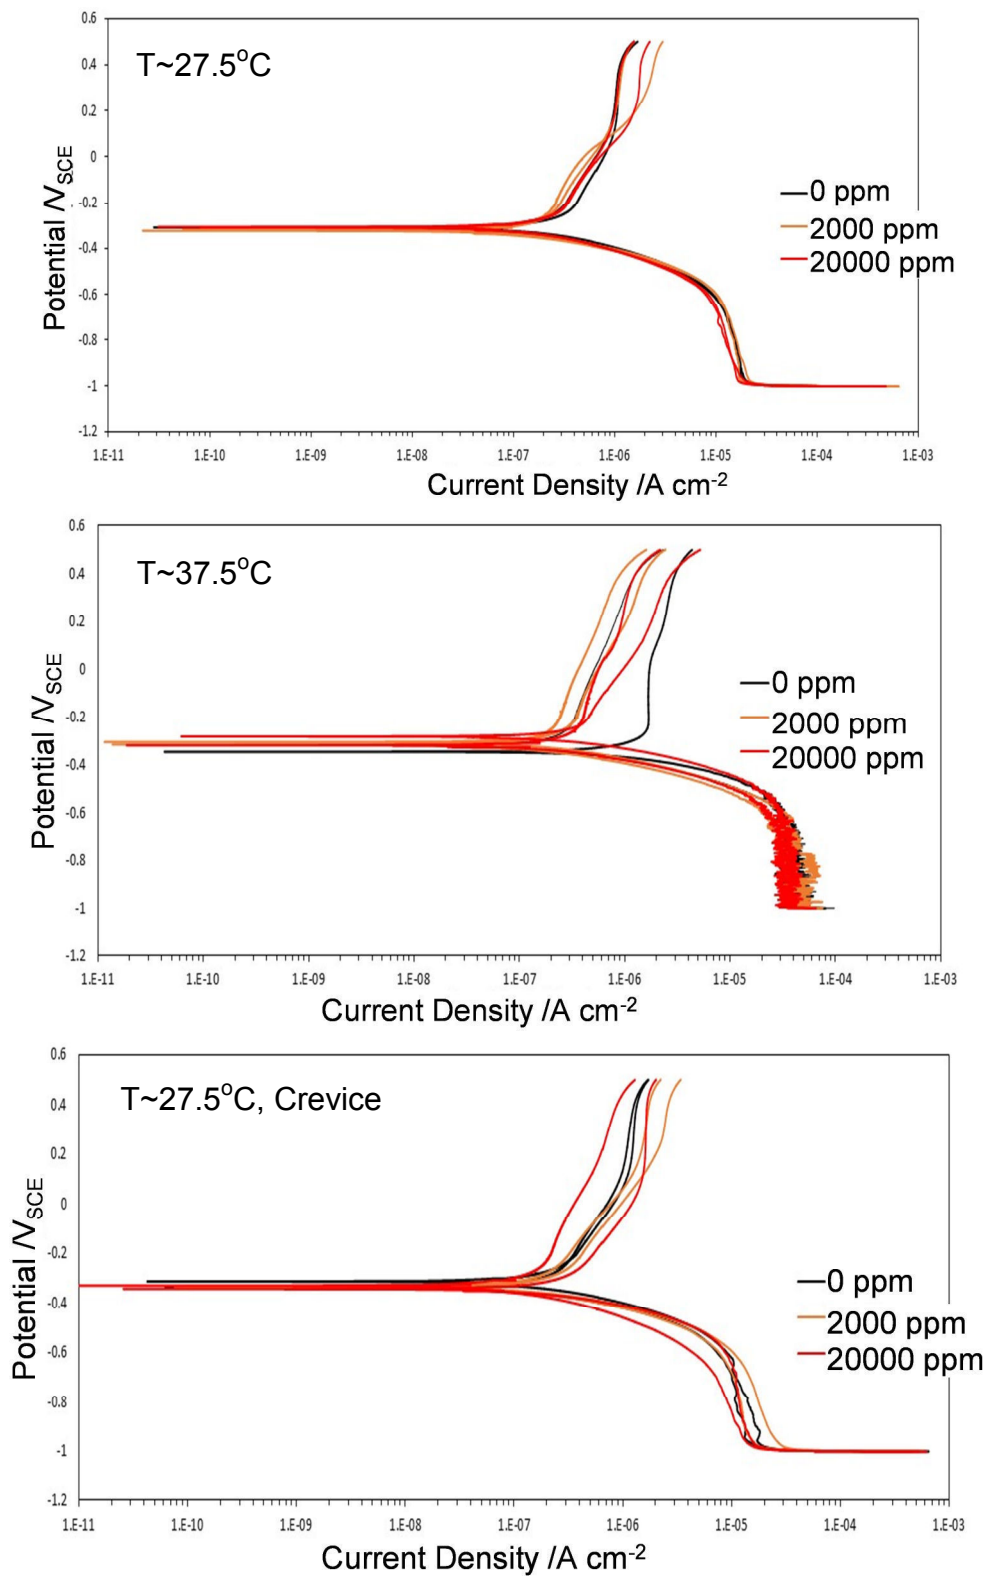 0.6
T~27.5°C
0.4
0.2
0
-0.2
-0.4
-0.6
-0.8
-1
-1.2
Potential /VSCE
0 ppm
2000 ppm
20000 ppm
1.E-11 1.E-10 1.E-09 1.E-08 1.E-07 1.E-06 1.E-05 1.E-04 1.E-03
Current Density /A cm-2
0.6
T~37.5°C
0.4
0.2
0
-0.2
-0.4
-0.6
-0.8
-1
-1.2
Potential /VSCE
0 ppm
2000 ppm
20000 ppm
1.E-11 1.E-10 1.E-09 1.E-08 1.E-07 1.E-06 1.E-05 1.E-04 1.E-03
Current Density /A cm-2
0.6
T~27.5°C, Crevice
0.4
0.2
0
-0.2
-0.4
-0.6
-0.8
-1
-1.2
Potential /VSCE
0 ppm
2000 ppm
20000 ppm
1.E-11 1.E-10 1.E-09 1.E-08 1.E-07 1.E-06 1.E-05 1.E-04 1.E-03
Current Density /A cm-2